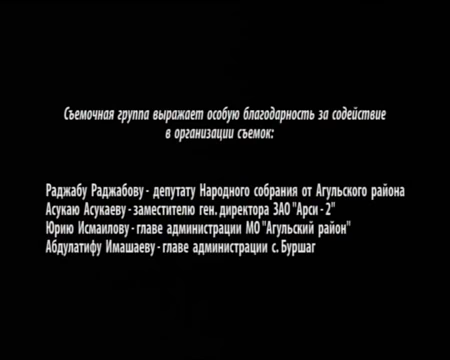 Съемочная группа выражает особую благодарность за содействие
в организации съемок:
Раджабу Раджабову - депутату Народного собрания от Агульского района
Асукаю Асукаеву - заместителю ген. директора ЗАО "Арси - 2"
Юрию Исмаилову - главе администрации МО "Агульский район"
Абдулатифу Имашаеву - главе администрации с. Буршаг